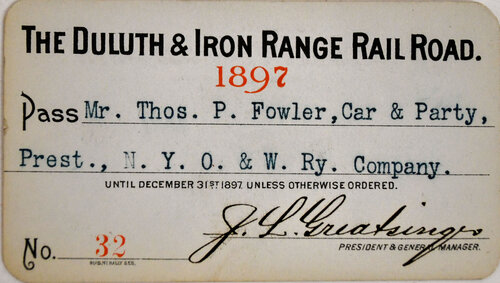 THE DULUTH & IRON RANGE RAIL ROAD.
1897
Pass Mr. Thos. P. Fowler, Car & Party,
Prest., N. Y. O. & W. Ry. Company.
UNTIL DECEMBER 31ST 1897, UNLESS OTHERWISE ORDERED.
J. L. Greatsinger
No. 32 PRESIDENT & GENERAL MANAGER.